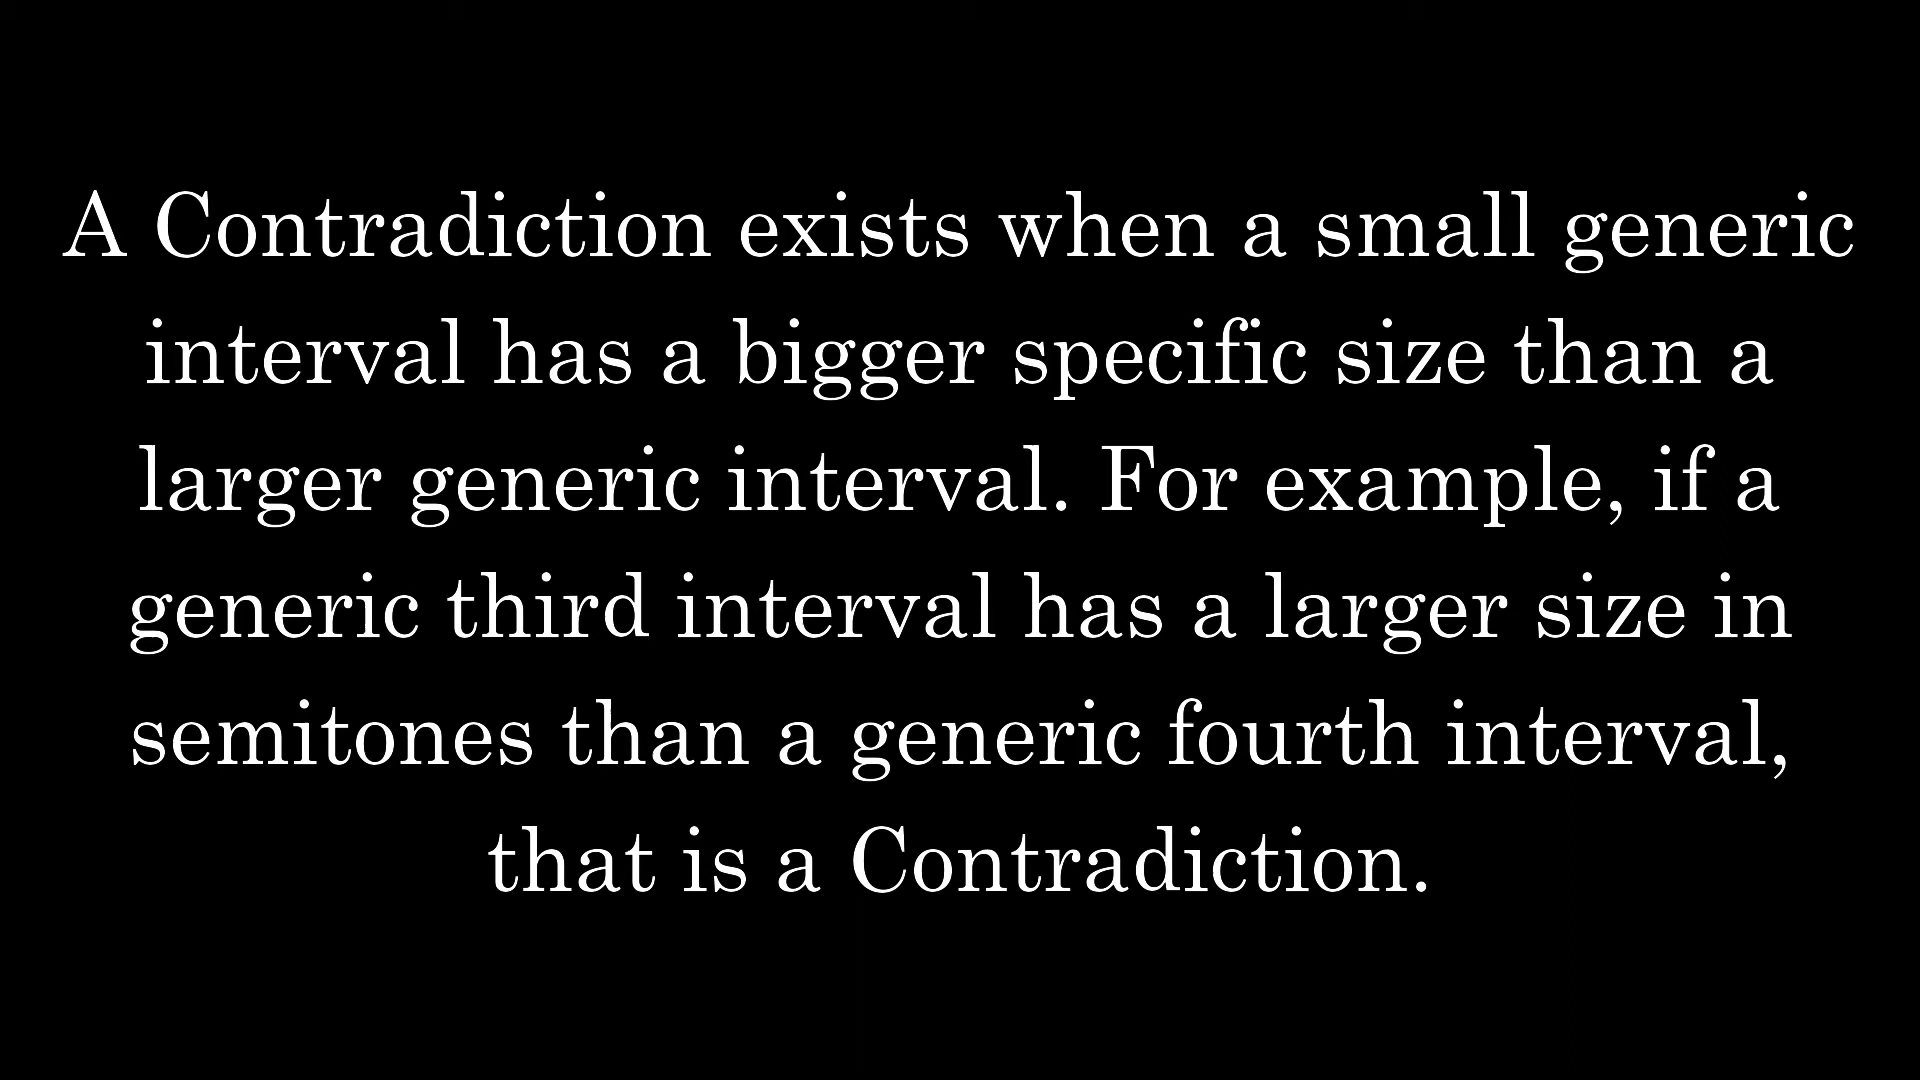 A Contradiction exists when a small generic
interval has a bigger specific size than a
larger generic interval. For example, if a
generic third interval has a larger size in
semitones than a generic fourth interval,
that is a Contradiction.